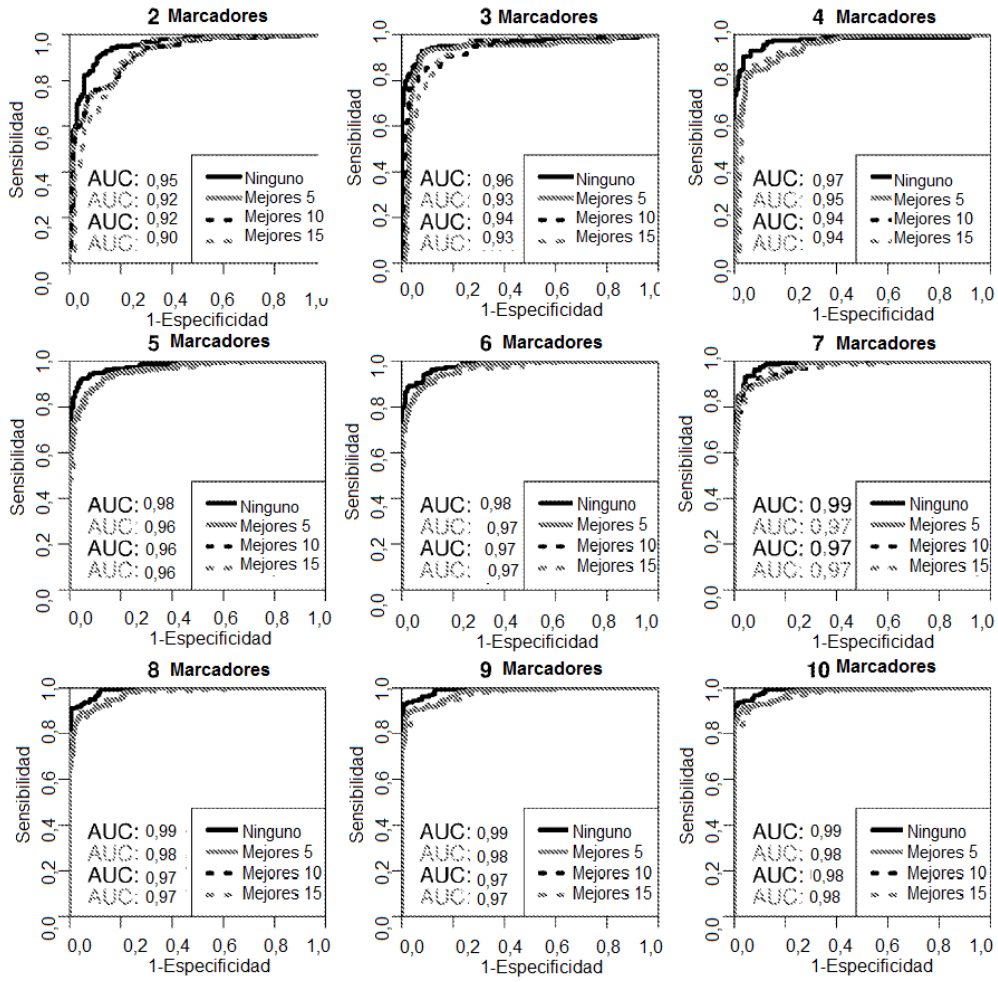 2 Marcadores
Sensibilidad
1,0
0,8
0,6
0,4
0,2
0,0
AUC: 0,95
AUC: 0,92
AUC: 0,92
AUC: 0,90
Ninguno
Mejores 5
Mejores 10
Mejores 15
0,0 0,2 0,4 0,6 0,8 1,0
1-Especificidad
3 Marcadores
Sensibilidad
1,0
0,8
0,6
0,4
0,2
0,0
AUC: 0,96
AUC: 0,93
AUC: 0,94
AUC: 0,93
Ninguno
Mejores 5
Mejores 10
Mejores 15
0,0 0,2 0,4 0,6 0,8 1,0
1-Especificidad
4 Marcadores
Sensibilidad
1,0
0,8
0,6
0,4
0,2
0,0
AUC: 0,97
AUC: 0,95
AUC: 0,94
AUC: 0,94
Ninguno
Mejores 5
Mejores 10
Mejores 15
0,0 0,2 0,4 0,6 0,8 1,0
1-Especificidad
5 Marcadores
Sensibilidad
1,0
0,8
0,6
0,4
0,2
0,0
AUC: 0,98
AUC: 0,96
AUC: 0,96
AUC: 0,96
Ninguno
Mejores 5
Mejores 10
Mejores 15
0,0 0,2 0,4 0,6 0,8 1,0
1-Especificidad
6 Marcadores
Sensibilidad
1,0
0,8
0,6
0,4
0,2
0,0
AUC: 0,98
AUC: 0,97
AUC: 0,97
AUC: 0,97
Ninguno
Mejores 5
Mejores 10
Mejores 15
0,0 0,2 0,4 0,6 0,8 1,0
1-Especificidad
7 Marcadores
Sensibilidad
1,0
0,8
0,6
0,4
0,2
0,0
AUC: 0,99
AUC: 0,97
AUC: 0,97
AUC: 0,97
Ninguno
Mejores 5
Mejores 10
Mejores 15
0,0 0,2 0,4 0,6 0,8 1,0
1-Especificidad
8 Marcadores
Sensibilidad
1,0
0,8
0,6
0,4
0,2
0,0
AUC: 0,99
AUC: 0,98
AUC: 0,97
AUC: 0,97
Ninguno
Mejores 5
Mejores 10
Mejores 15
0,0 0,2 0,4 0,6 0,8 1,0
1-Especificidad
9 Marcadores
Sensibilidad
1,0
0,8
0,6
0,4
0,2
0,0
AUC: 0,99
AUC: 0,98
AUC: 0,97
AUC: 0,97
Ninguno
Mejores 5
Mejores 10
Mejores 15
0,0 0,2 0,4 0,6 0,8 1,0
1-Especificidad
10 Marcadores
Sensibilidad
1,0
0,8
0,6
0,4
0,2
0,0
AUC: 0,99
AUC: 0,98
AUC: 0,98
AUC: 0,98
Ninguno
Mejores 5
Mejores 10
Mejores 15
0,0 0,2 0,4 0,6 0,8 1,0
1-Especificidad